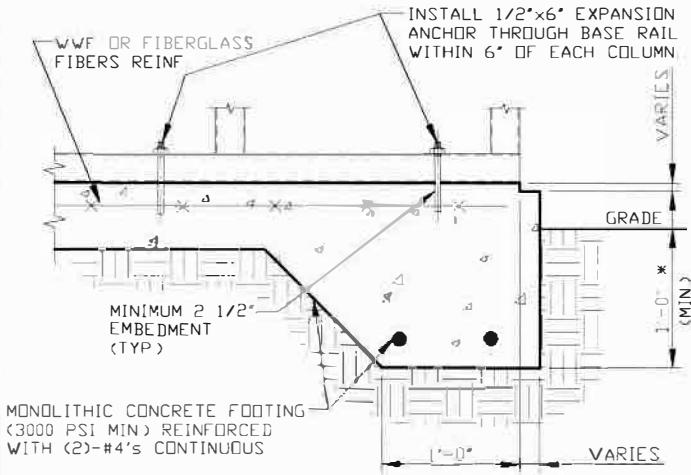 INSTALL 1/2"x6" EXPANSION
ANCHOR THROUGH BASE RAIL
WITHIN 6" OF EACH COLUMN
WWF OR FIBERGLASS
FIBERS REINF
VARIES
GRADE
1'-0" *
(MIN.)
MINIMUM 2 1/2"
EMBEDMENT
(TYP)
MONOLITHIC CONCRETE FOOTING
(3000 PSI MIN) REINFORCED
WITH (2)-#4's CONTINUOUS
1'-0"
VARIES